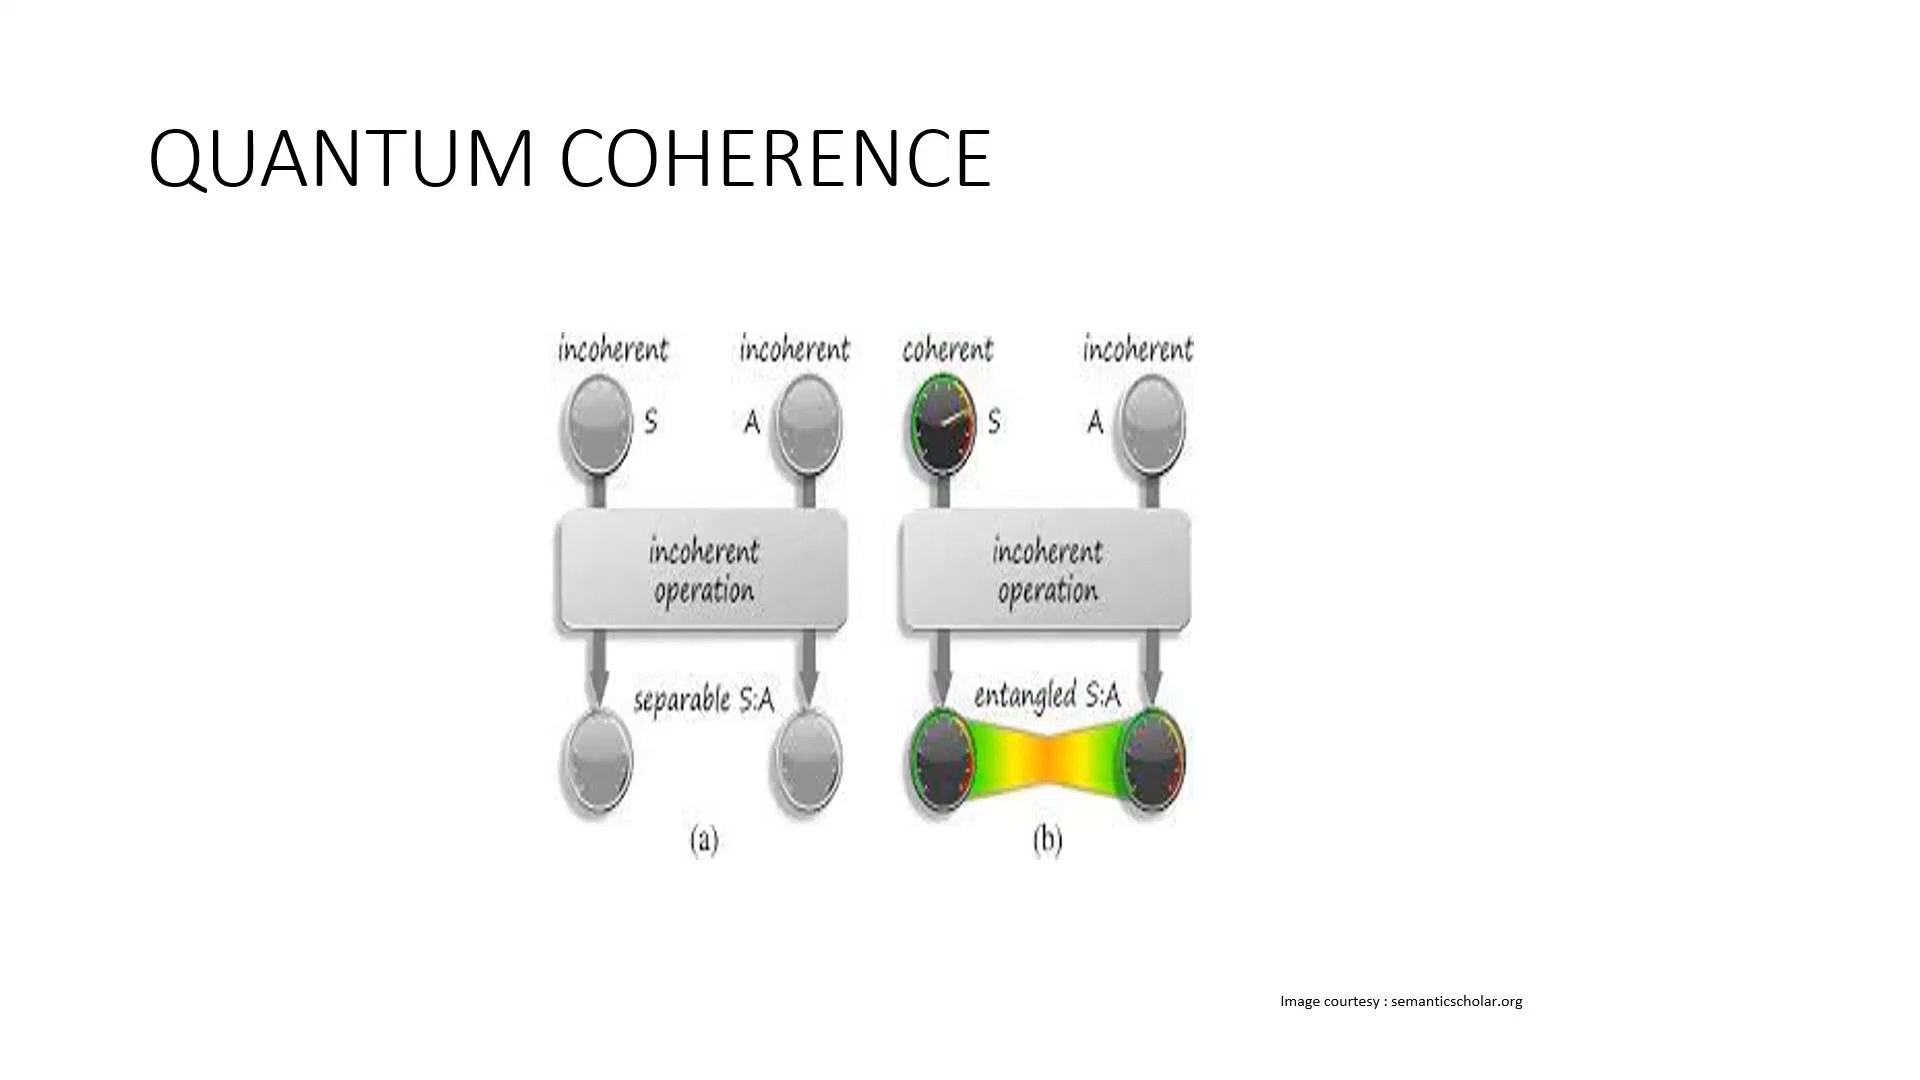 QUANTUM COHERENCE
incoherent incoherent
S A
incoherent
operation
separable S:A
(a)
coherent incoherent
S A
incoherent
operation
entangled S:A
(b)
Image courtesy : semanticscholar.org